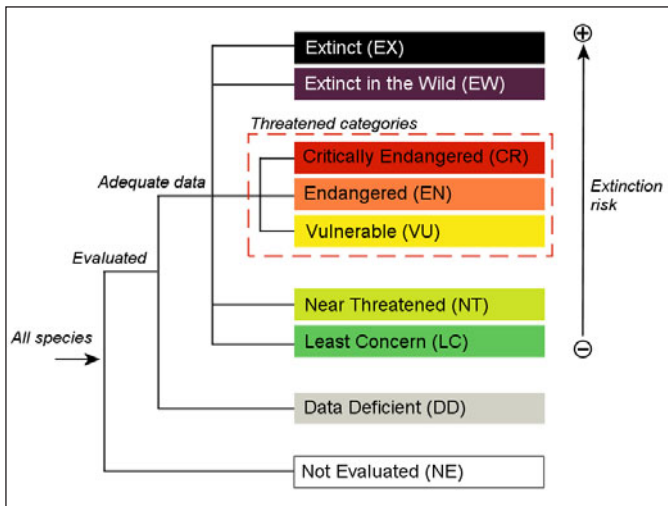 Extinct (EX)
Extinct in the Wild (EW)
Threatened categories
Critically Endangered (CR)
Adequate data
Endangered (EN)
Extinction
risk
Vulnerable (VU)
Evaluated
Near Threatened (NT)
All species
Least Concern (LC)
Data Deficient (DD)
Not Evaluated (NE)